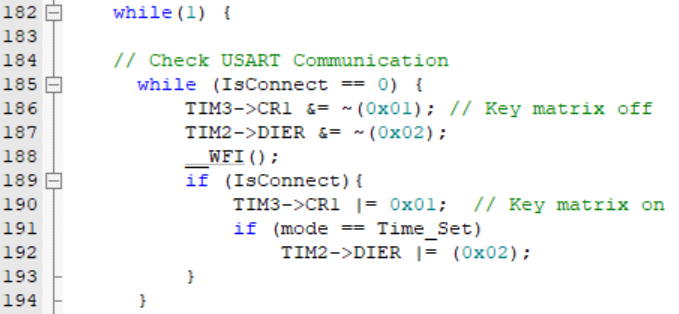 182 while(1) {
183
184 // Check USART Communication
185 while (IsConnect == 0) {
186 TIM3->CR1 &= ~(0x01); // Key matrix off
187 TIM2->DIER &= ~(0x02);
188 __WFI();
189 if (IsConnect){
190 TIM3->CR1 |= 0x01; // Key matrix on
191 if (mode == Time_Set)
192 TIM2->DIER |= (0x02);
193 }
194 }